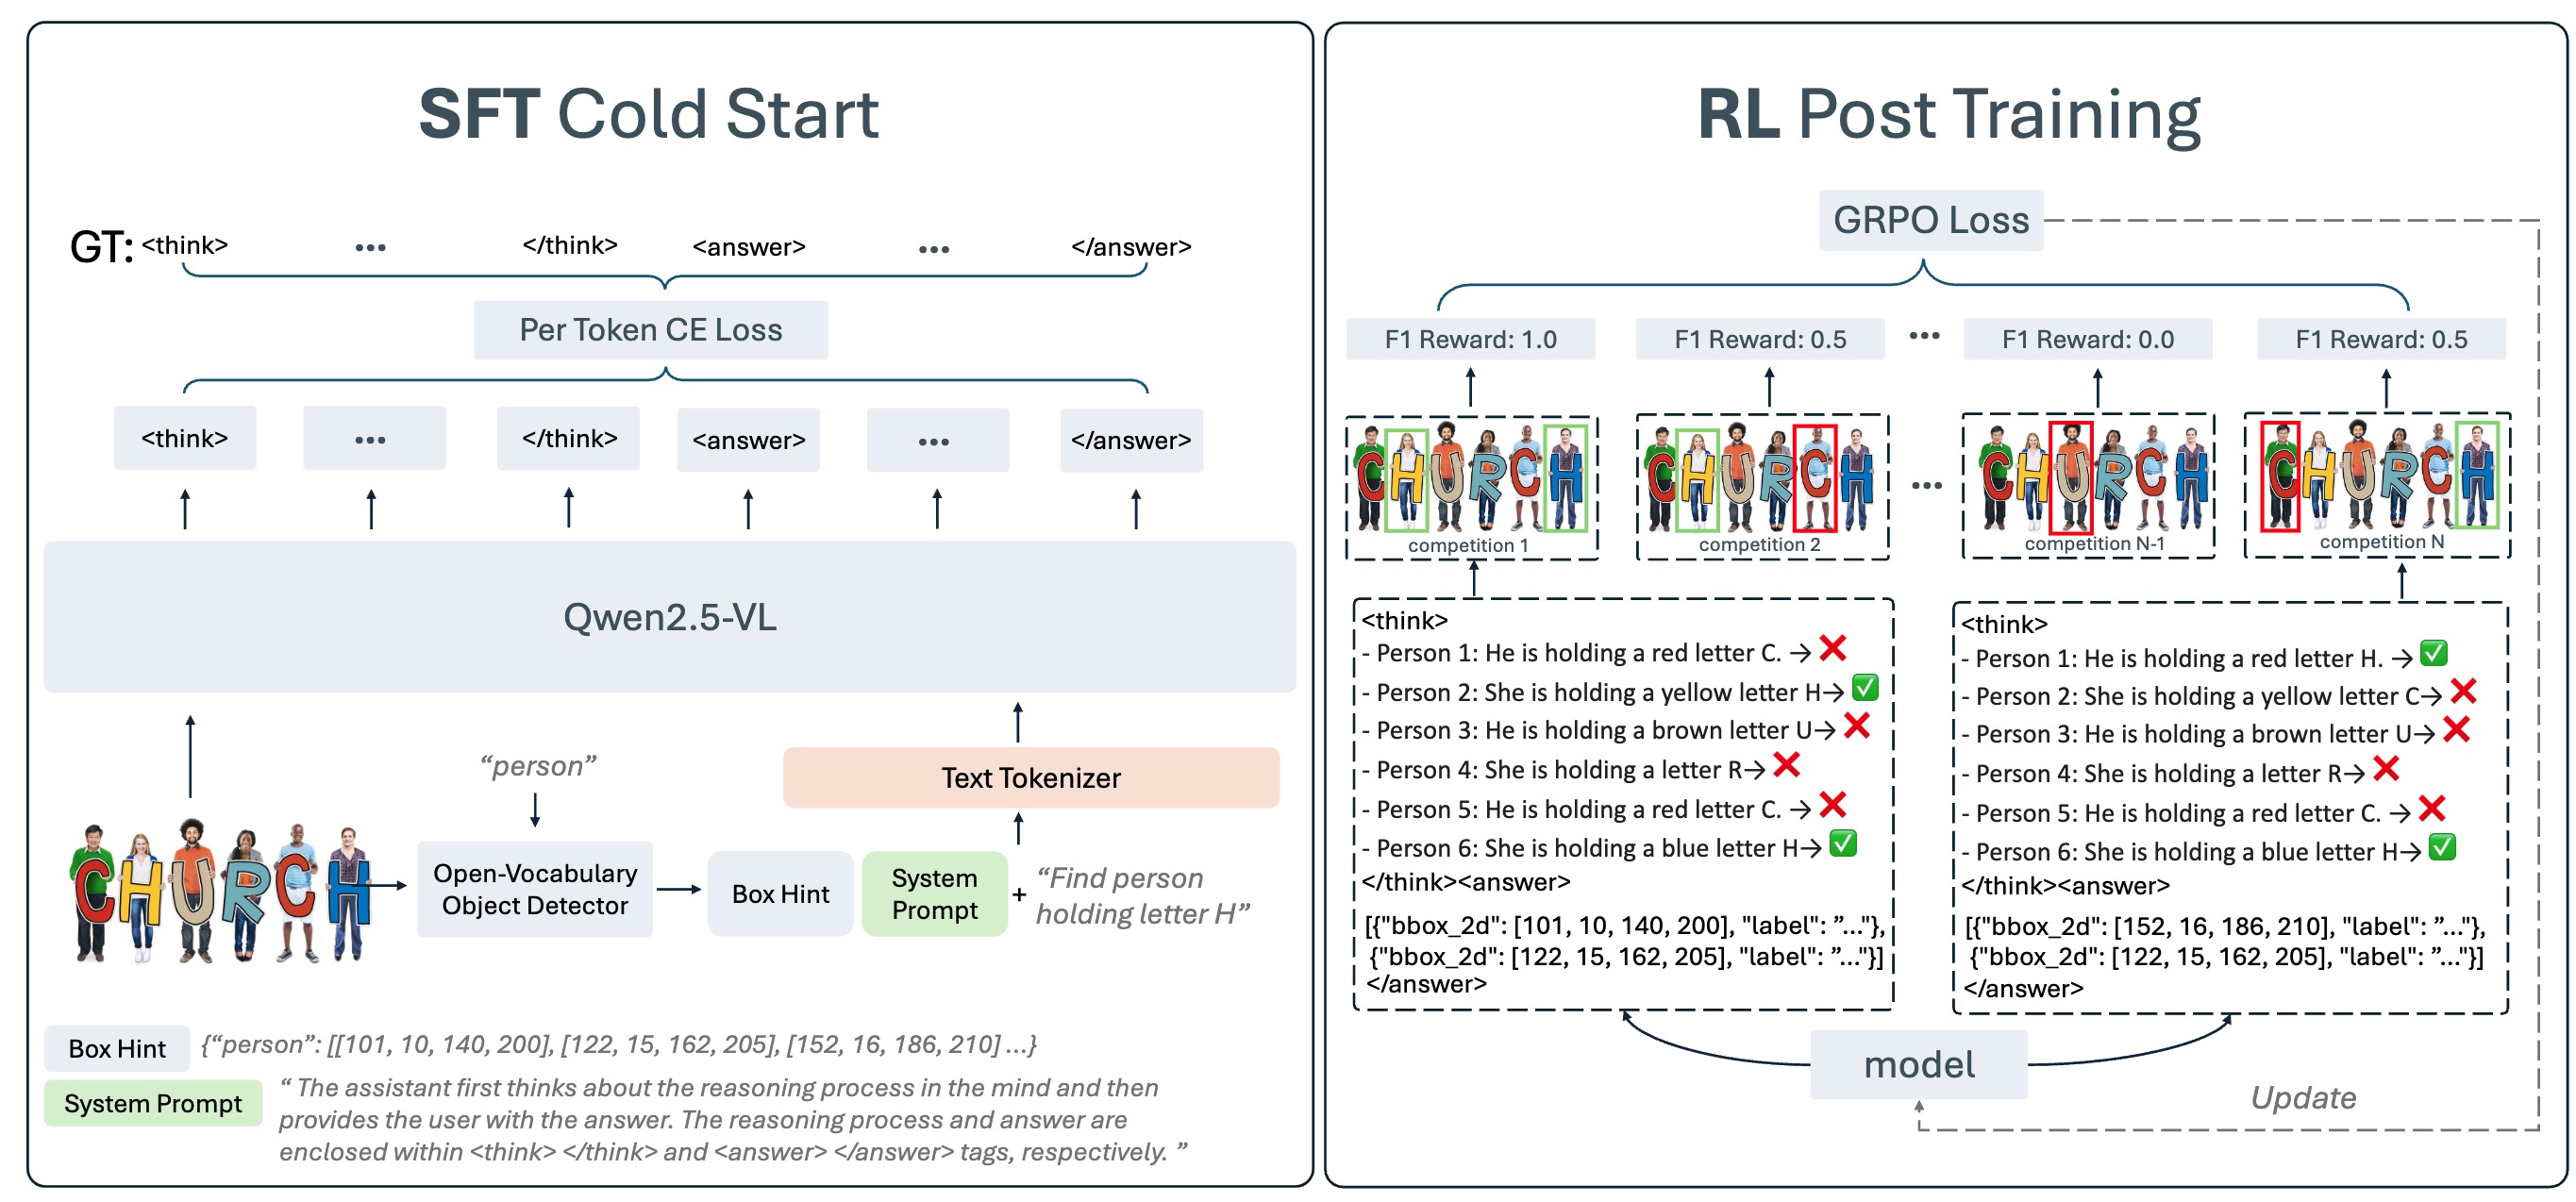 SFT Cold Start
GT: <think> ... </think> <answer> ... </answer>
Per Token CE Loss
<think> ... </think> <answer> ... </answer>
Qwen2.5-VL
"person"
Text Tokenizer
CHURCH
Open-Vocabulary
Object Detector
Box Hint
System
Prompt
+
“Find person
holding letter H”
Box Hint {“person”: [[101, 10, 140, 200], [122, 15, 162, 205], [152, 16, 186, 210] ...}
System Prompt “ The assistant first thinks about the reasoning process in the mind and then
provides the user with the answer. The reasoning process and answer are
enclosed within <think> </think> and <answer> </answer> tags, respectively. ”
RL Post Training
GRPO Loss
F1 Reward: 1.0 F1 Reward: 0.5 ... F1 Reward: 0.0 F1 Reward: 0.5
CHURCH CHURCH ... CHURCH CHURCH
competition 1 competition 2 competition N-1 competition N
<think>
- Person 1: He is holding a red letter C. → ❌
- Person 2: She is holding a yellow letter H→ ✅
- Person 3: He is holding a brown letter U→ ❌
- Person 4: She is holding a letter R→ ❌
- Person 5: He is holding a red letter C. → ❌
- Person 6: She is holding a blue letter H→ ✅
</think><answer>
[{"bbox_2d": [101, 10, 140, 200], "label": ”..."},
{"bbox_2d": [122, 15, 162, 205], "label": ”..."}]
</answer>
<think>
- Person 1: He is holding a red letter H. → ✅
- Person 2: She is holding a yellow letter C→ ❌
- Person 3: He is holding a brown letter U→ ❌
- Person 4: She is holding a letter R→ ❌
- Person 5: He is holding a red letter C. → ❌
- Person 6: She is holding a blue letter H→ ✅
</think><answer>
[{"bbox_2d": [152, 16, 186, 210], "label": ”..."},
{"bbox_2d": [122, 15, 162, 205], "label": ”..."}]
</answer>
model
Update